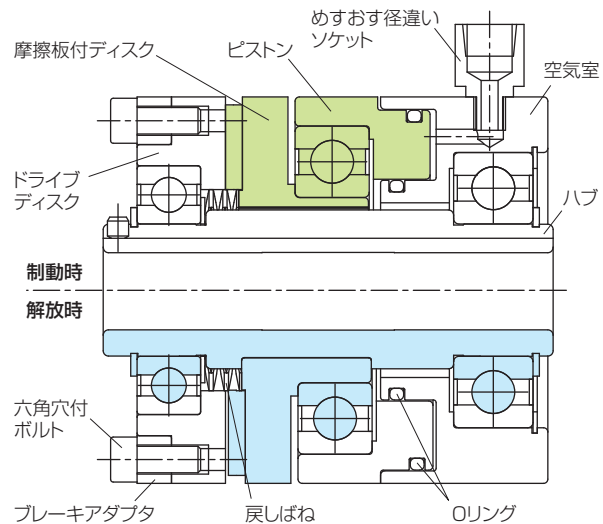 めすおす径違い
ソケット
ピストン
摩擦板付ディスク
空気室
ドライブ
ディスク
ハブ
制動時
解放時
六角穴付
ボルト
ブレーキアダプタ
戻しばね
Oリング